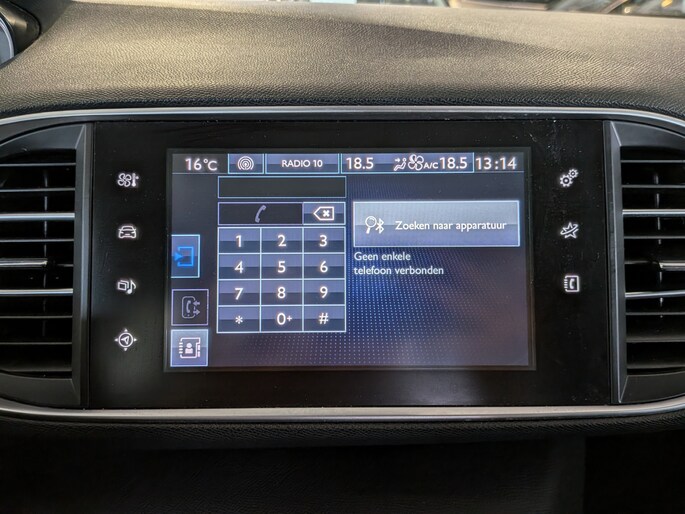 16°C RADIO 10 18.5 A/C 18.5 13:14
1 2 3
4 5 6
7 8 9
* 0+ #
Zoeken naar apparatuur
Geen enkele
telefoon verbonden